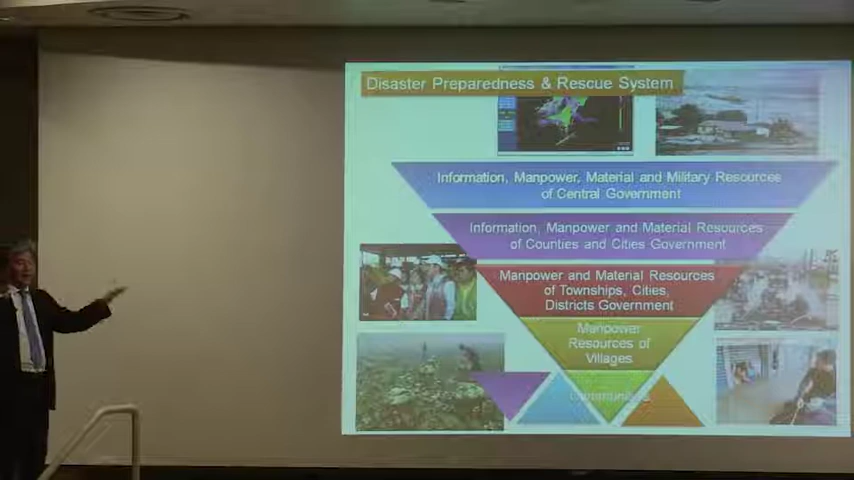 Disaster Preparedness & Rescue System
Information, Manpower, Material and Military Resources
of Central Government
Information, Manpower and Material Resources
of Counties and Cities Government
Manpower and Material Resources
of Townships, Cities,
Districts Government
Manpower
Resources of
Villages